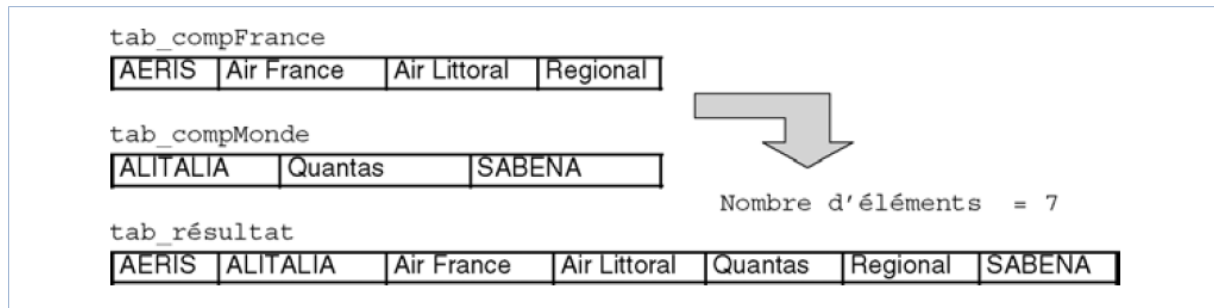 tab_compFrance
AERIS Air France Air Littoral Regional
tab_compMonde
ALITALIA Quantas SABENA
Nombre d'éléments = 7
tab_résultat
AERIS ALITALIA Air France Air Littoral Quantas Regional SABENA